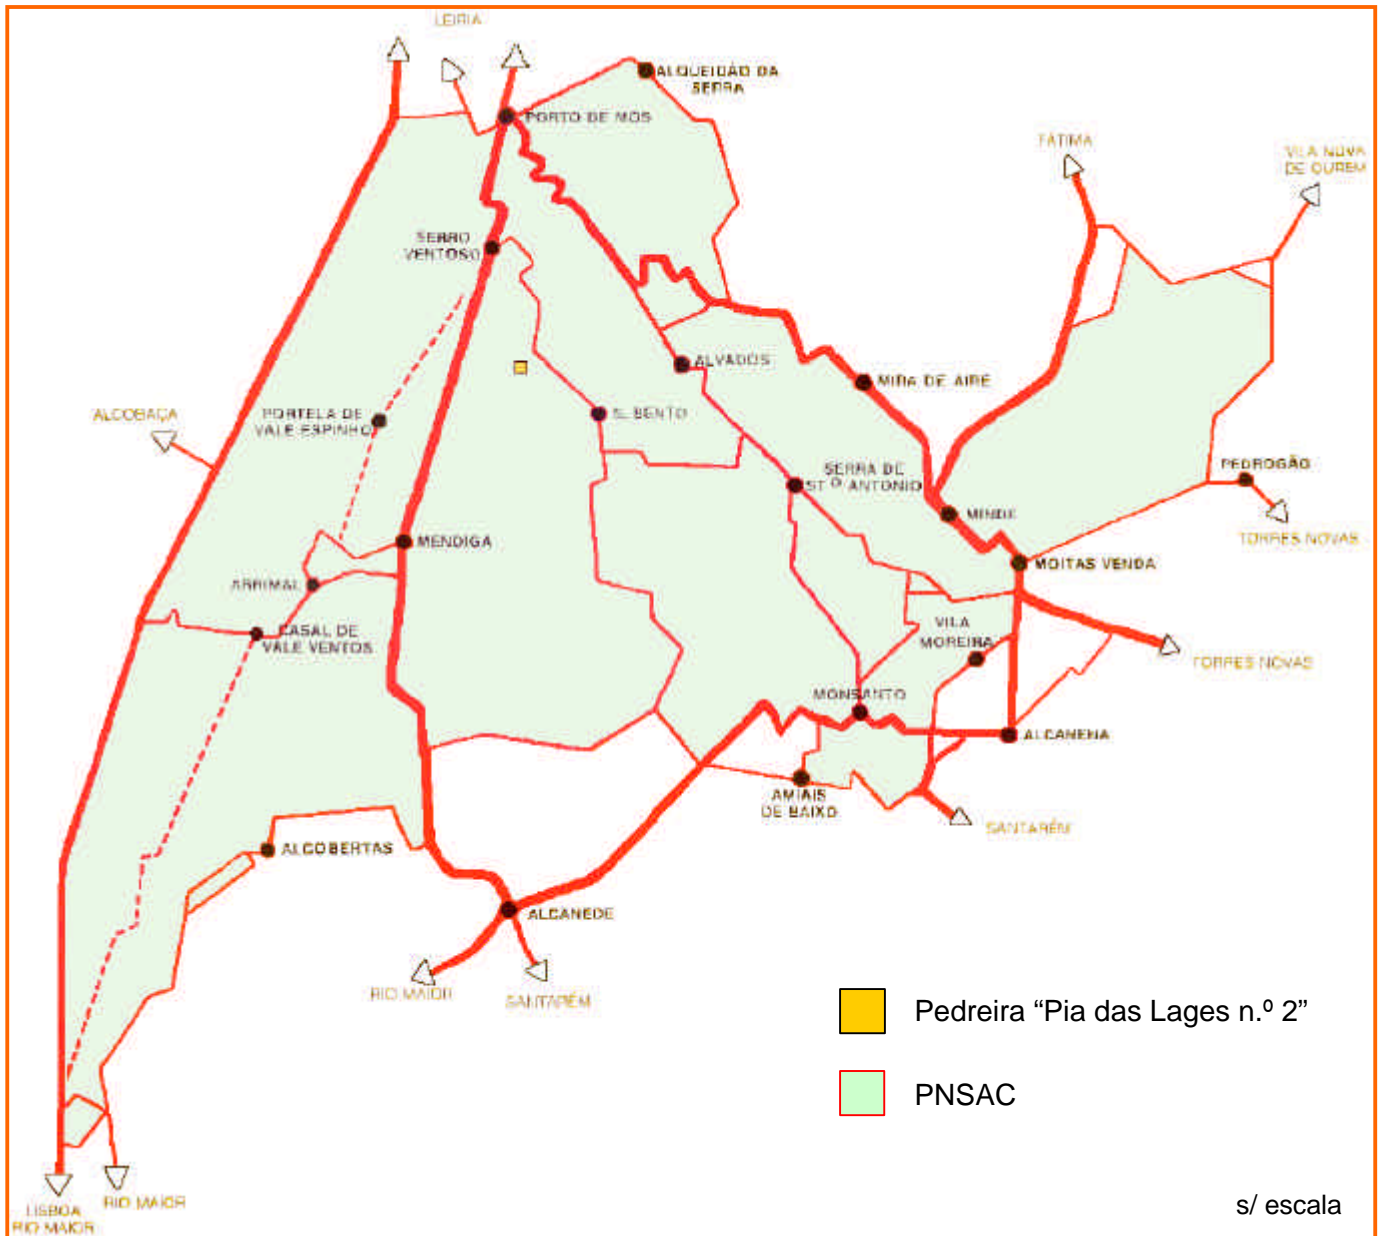 LEIRIA
ALQUEIDÃO DA
SERRA
PORTO DE MÓS
FÁTIMA
VILA NOVA
DE OUREM
SERRO
VENTOSO
ALVADOS
MIRA DE AIRE
ALCOBAÇA
PORTELA DE
VALE ESPINHO
S. BENTO
SERRA DE
STº ANTONIO
PEDROGÃO
MINDE
TORRES NOVAS
MENDIGA
MOITAS VENDA
ARRIMAL
CASAL DE
VALE VENTOS
VILA
MOREIRA
TORRES NOVAS
MONSANTO
ALCANENA
AMIAIS
DE BAIXO
SANTARÉM
ALCOBERTAS
ALCANEDE
RIO MAIOR
SANTARÉM
Pedreira “Pia das Lages n.º 2”
PNSAC
LISBOA
RIO MAIOR
RIO MAIOR
s/ escala